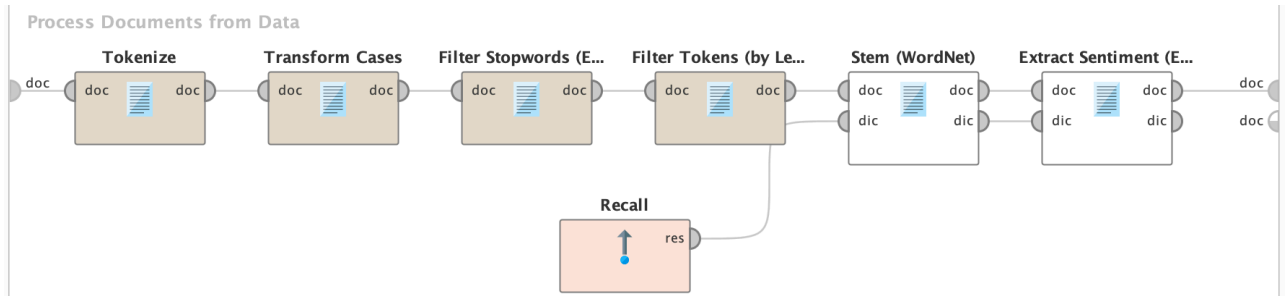 Process Documents from Data
Tokenize Transform Cases Filter Stopwords (E... Filter Tokens (by Le... Stem (WordNet) Extract Sentiment (E...
doc doc doc doc doc doc doc doc doc doc doc doc doc doc
dic dic dic dic doc
Recall
res